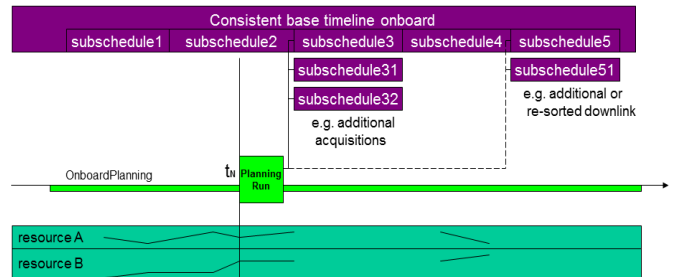 Consistent base timeline onboard
subschedule1 subschedule2 subschedule3 subschedule4 subschedule5
subschedule31 subschedule51
subschedule32
e.g. additional or
re-sorted downlink
e.g. additional
acquisitions
OnboardPlanning
tN
Planning
Run
resource A
resource B